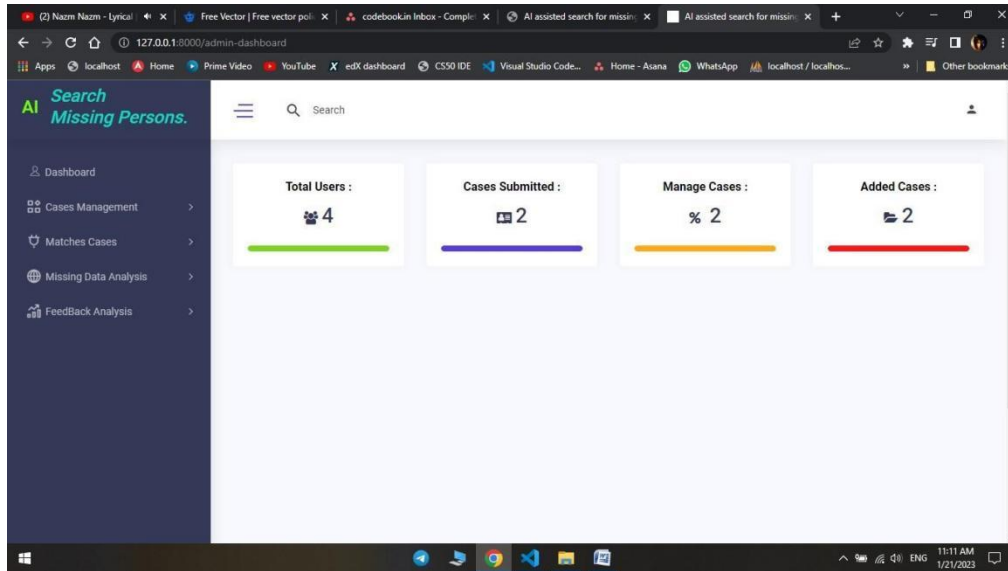 (2) Nazm Nazm - Lyrical
Free Vector | Free vector poli
codebook.in Inbox - Complet
AI assisted search for missing
AI assisted search for missing
127.0.0.1:8000/admin-dashboard
Apps
localhost
Home
Prime Video
YouTube
edX dashboard
CS50 IDE
Visual Studio Code...
Home - Asana
WhatsApp
localhost / localhos...
»
Other bookmark
AI Search
Missing Persons.
Search
Dashboard
Cases Management
Matches Cases
Missing Data Analysis
FeedBack Analysis
Total Users :
4
Cases Submitted :
2
Manage Cases :
% 2
Added Cases :
2
ENG
11:11 AM
1/21/2023